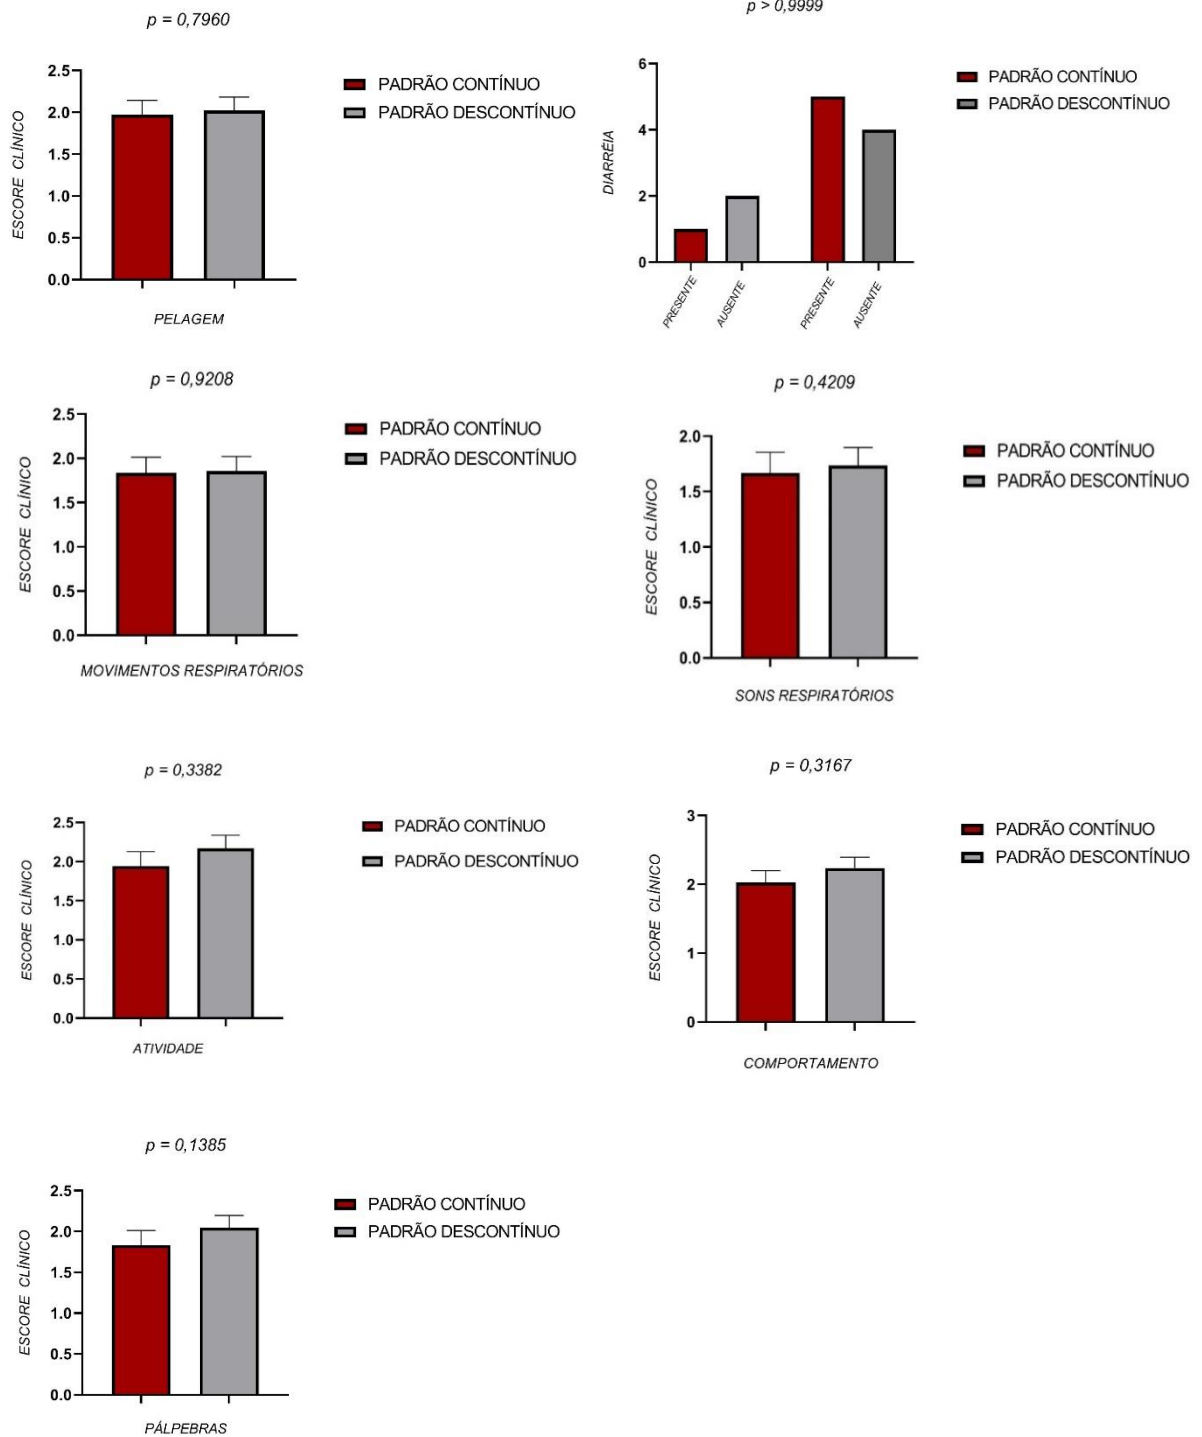 p = 0,7960
ESCORE CLÍNICO
2.5
2.0
1.5
1.0
0.5
0.0
PELAGEM
PADRÃO CONTÍNUO
PADRÃO DESCONTÍNUO
p > 0,9999
DIARRÉIA
6
4
2
0
PRESENTE
AUSENTE
PRESENTE
AUSENTE
PADRÃO CONTÍNUO
PADRÃO DESCONTÍNUO
p = 0,9208
ESCORE CLÍNICO
2.5
2.0
1.5
1.0
0.5
0.0
MOVIMENTOS RESPIRATÓRIOS
PADRÃO CONTÍNUO
PADRÃO DESCONTÍNUO
p = 0,4209
ESCORE CLÍNICO
2.0
1.5
1.0
0.5
0.0
SONS RESPIRATÓRIOS
PADRÃO CONTÍNUO
PADRÃO DESCONTÍNUO
p = 0,3382
ESCORE CLÍNICO
2.5
2.0
1.5
1.0
0.5
0.0
ATIVIDADE
PADRÃO CONTÍNUO
PADRÃO DESCONTÍNUO
p = 0,3167
ESCORE CLÍNICO
3
2
1
0
COMPORTAMENTO
PADRÃO CONTÍNUO
PADRÃO DESCONTÍNUO
p = 0,1385
ESCORE CLÍNICO
2.5
2.0
1.5
1.0
0.5
0.0
PÁLPEBRAS
PADRÃO CONTÍNUO
PADRÃO DESCONTÍNUO